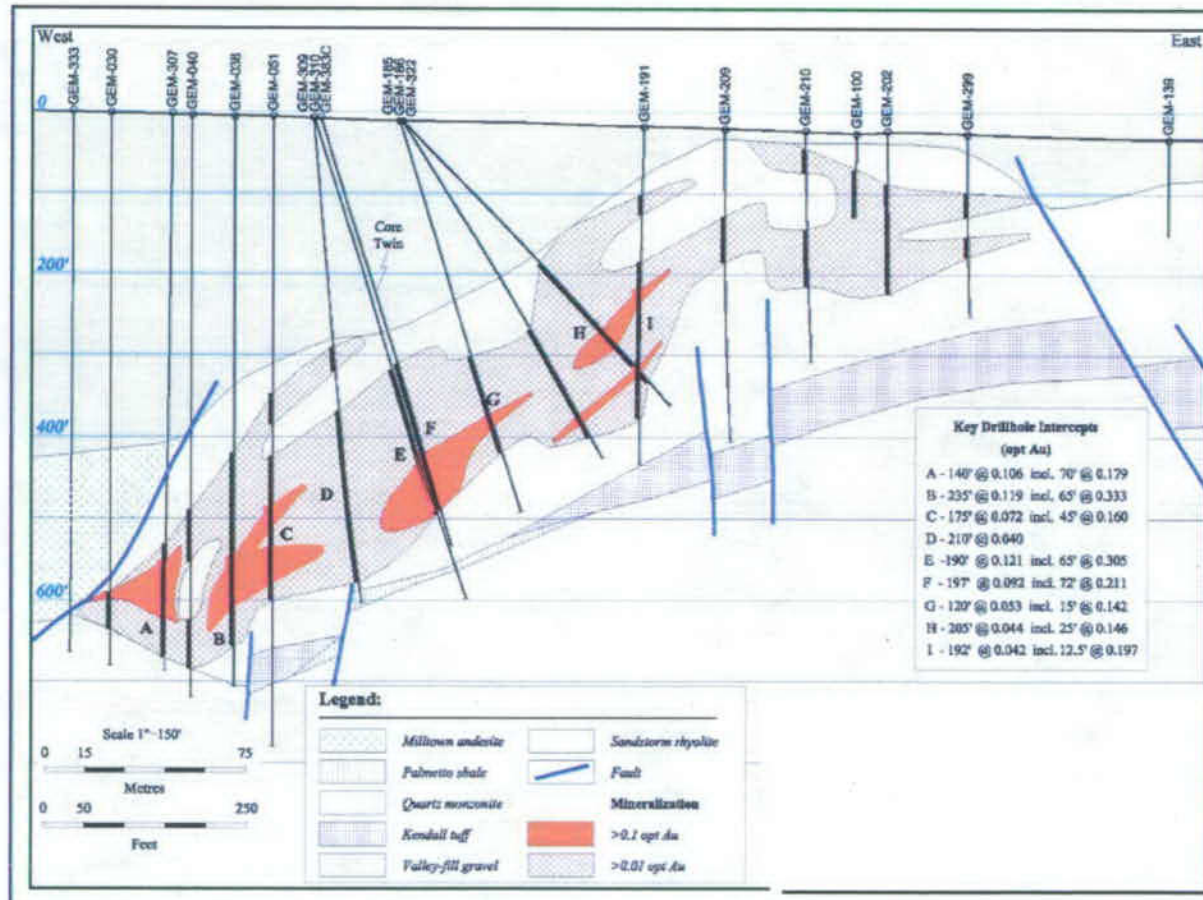 West
East
GEM-333
GEM-030
GEM-307
GEM-040
GEM-038
GEM-051
GEM-309
GEM-310
GEM-383C
GEM-185
GEM-186
GEM-322
GEM-191
GEM-209
GEM-210
GEM-100
GEM-202
GEM-299
GEM-139
0
200'
400'
600'
Core
Twin
A
B
C
D
E
F
G
H
I
Key Drillhole Intercepts
(opt Au)
A - 140' @ 0.106 incl. 70' @ 0.179
B - 235' @ 0.119 incl. 65' @ 0.333
C - 175' @ 0.072 incl. 45' @ 0.160
D - 210' @ 0.040
E - 190' @ 0.121 incl. 65' @ 0.305
F - 197' @ 0.092 incl. 72' @ 0.211
G - 120' @ 0.053 incl. 15' @ 0.142
H - 205' @ 0.044 incl. 25' @ 0.146
I - 192' @ 0.042 incl. 12.5' @ 0.197
Scale 1"~150'
0 15 75
Metres
0 50 250
Feet
Legend:
Milltown andesite
Sandstorm rhyolite
Palmetto shale
Fault
Quartz monzonite
Mineralization
Kendall tuff
>0.1 opt Au
Valley-fill gravel
>0.01 opt Au